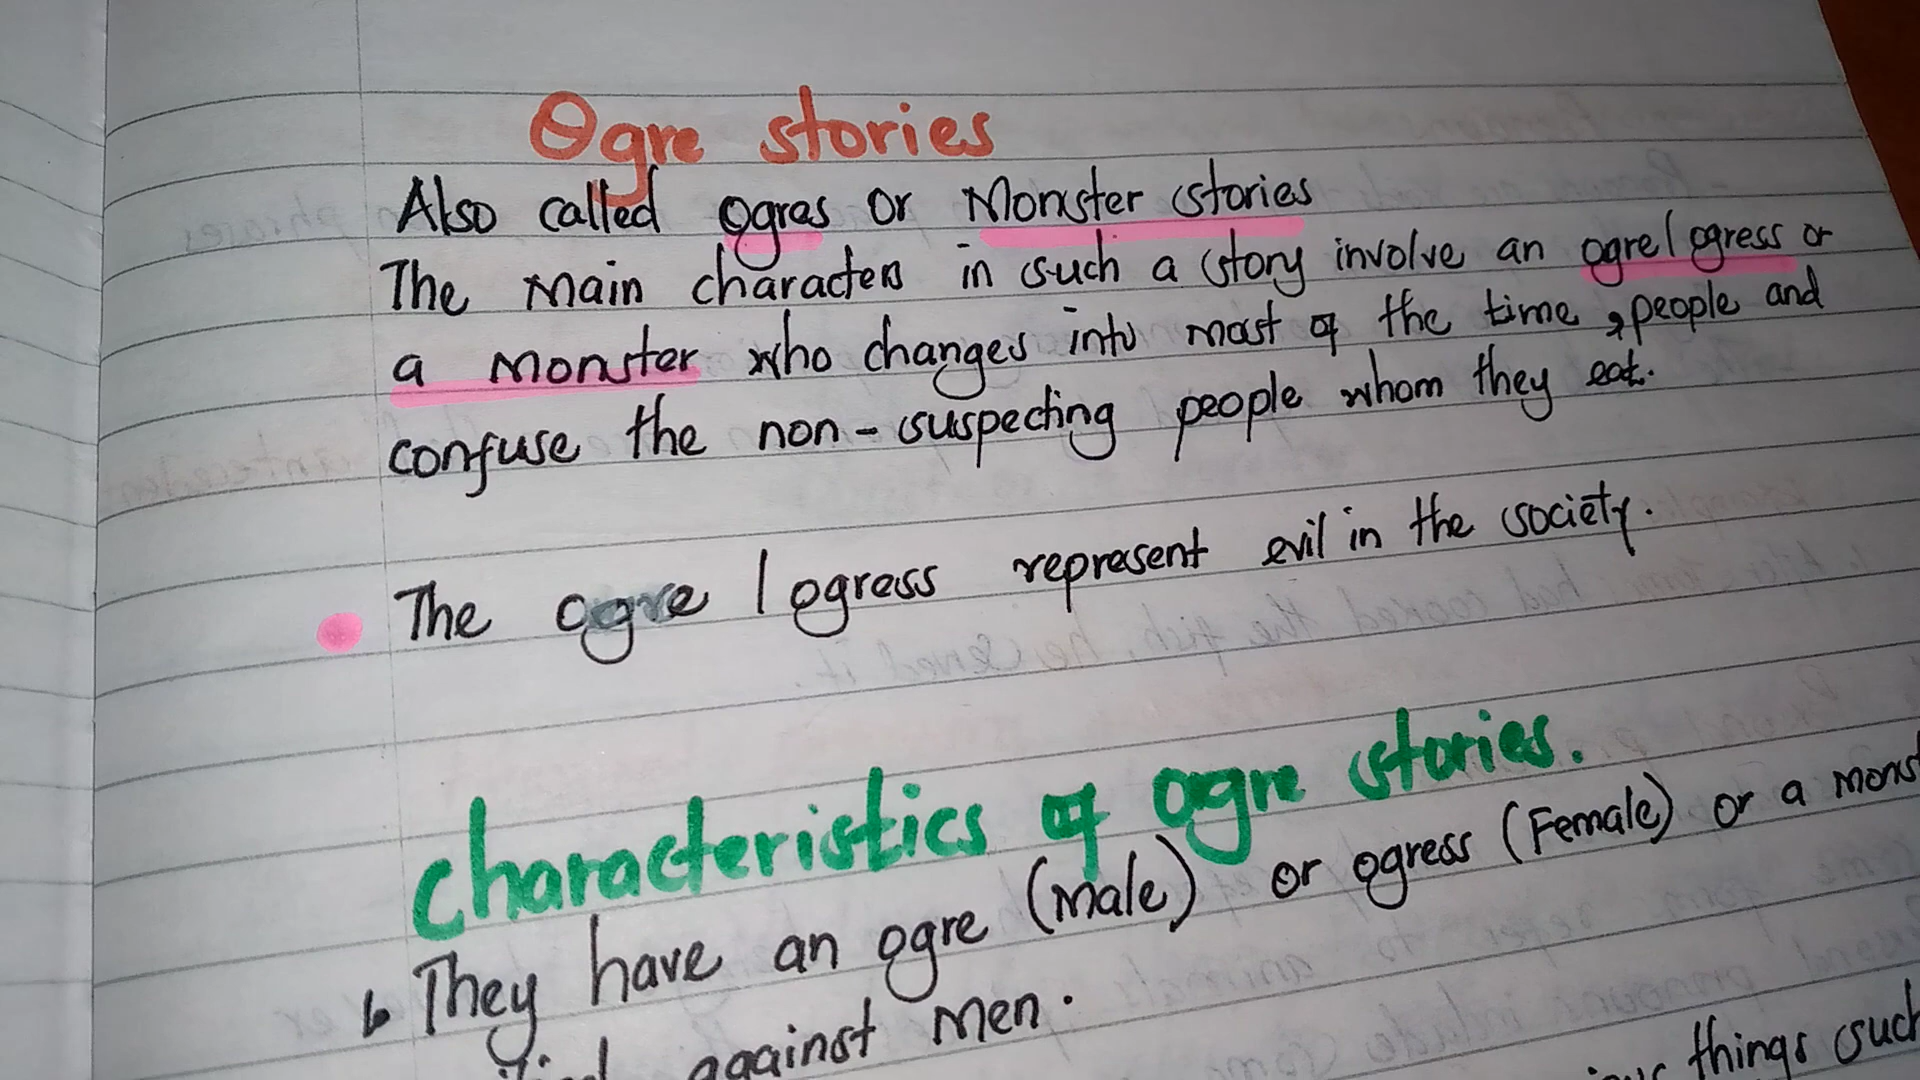 Ogre stories
Also called ogres or Monster stories
The main characters in such a story involve an ogre/ogress or
a monster who changes into most of the time, people and
confuse the non-suspecting people whom they eat.
The ogre/ogress represent evil in the society.
Characteristics of ogre stories.
They have an ogre (male) or ogress (Female) or a monst
against men.
things such